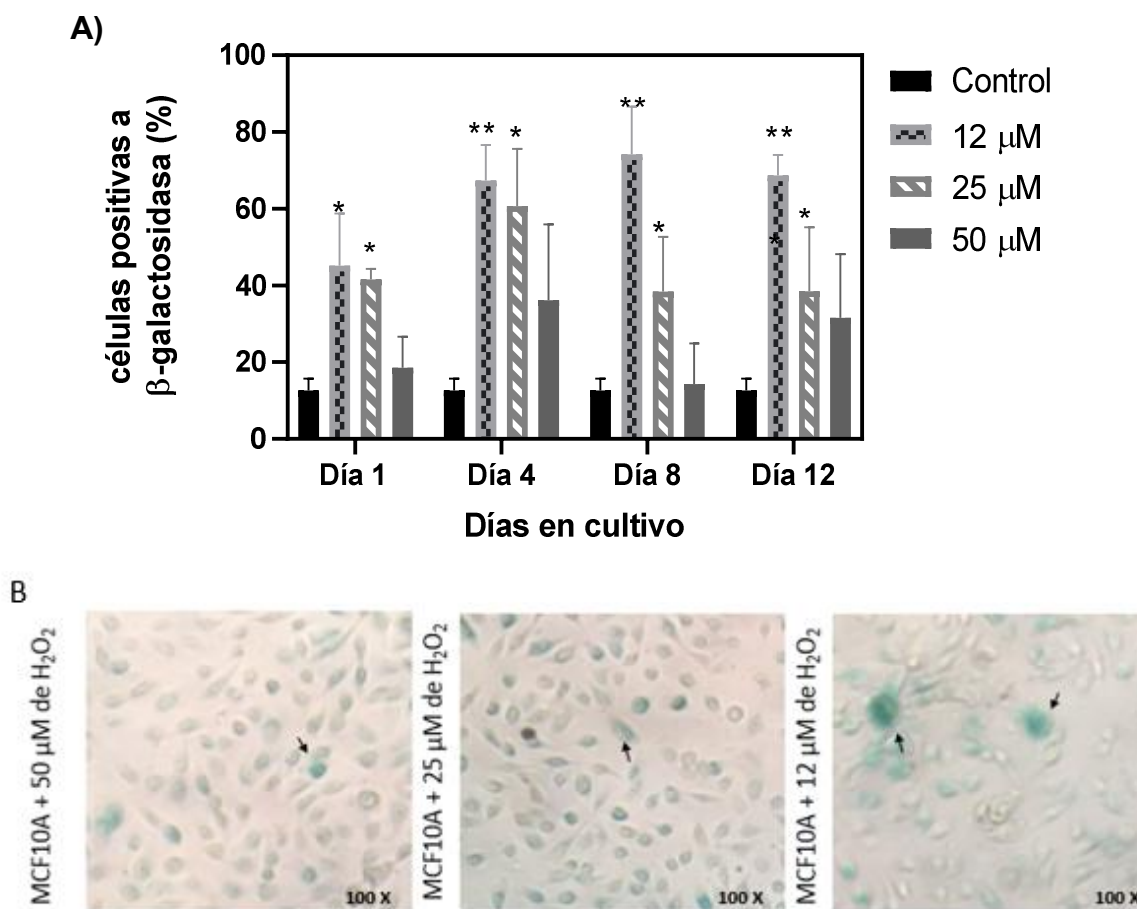 A)
células positivas a
β-galactosidasa (%)
100
80
60
40
20
0
* * ** * ** * ** * *
Día 1 Día 4 Día 8 Día 12
Días en cultivo
Control
12 μM
25 μM
50 μM
B
MCF10A + 50 μM de H₂O₂
100 X
MCF10A + 25 μM de H₂O₂
100 X
MCF10A + 12 μM de H₂O₂
100 X